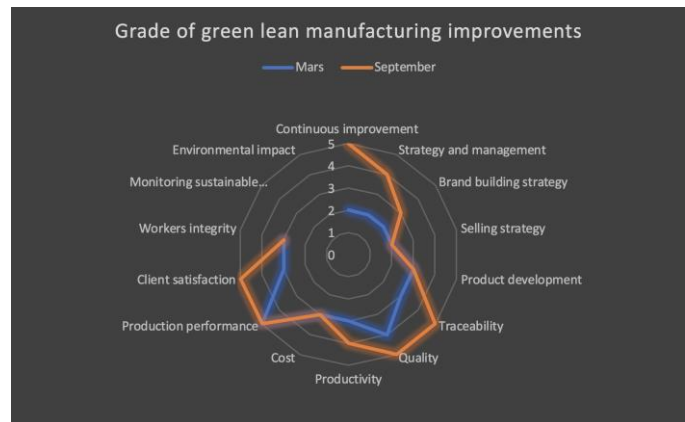 Grade of green lean manufacturing improvements
Mars
September
Continuous improvement
Environmental impact
Strategy and management
Monitoring sustainable...
Brand building strategy
Workers integrity
Selling strategy
Client satisfaction
Product development
Production performance
Traceability
Cost
Quality
Productivity
5
4
3
2
1
0